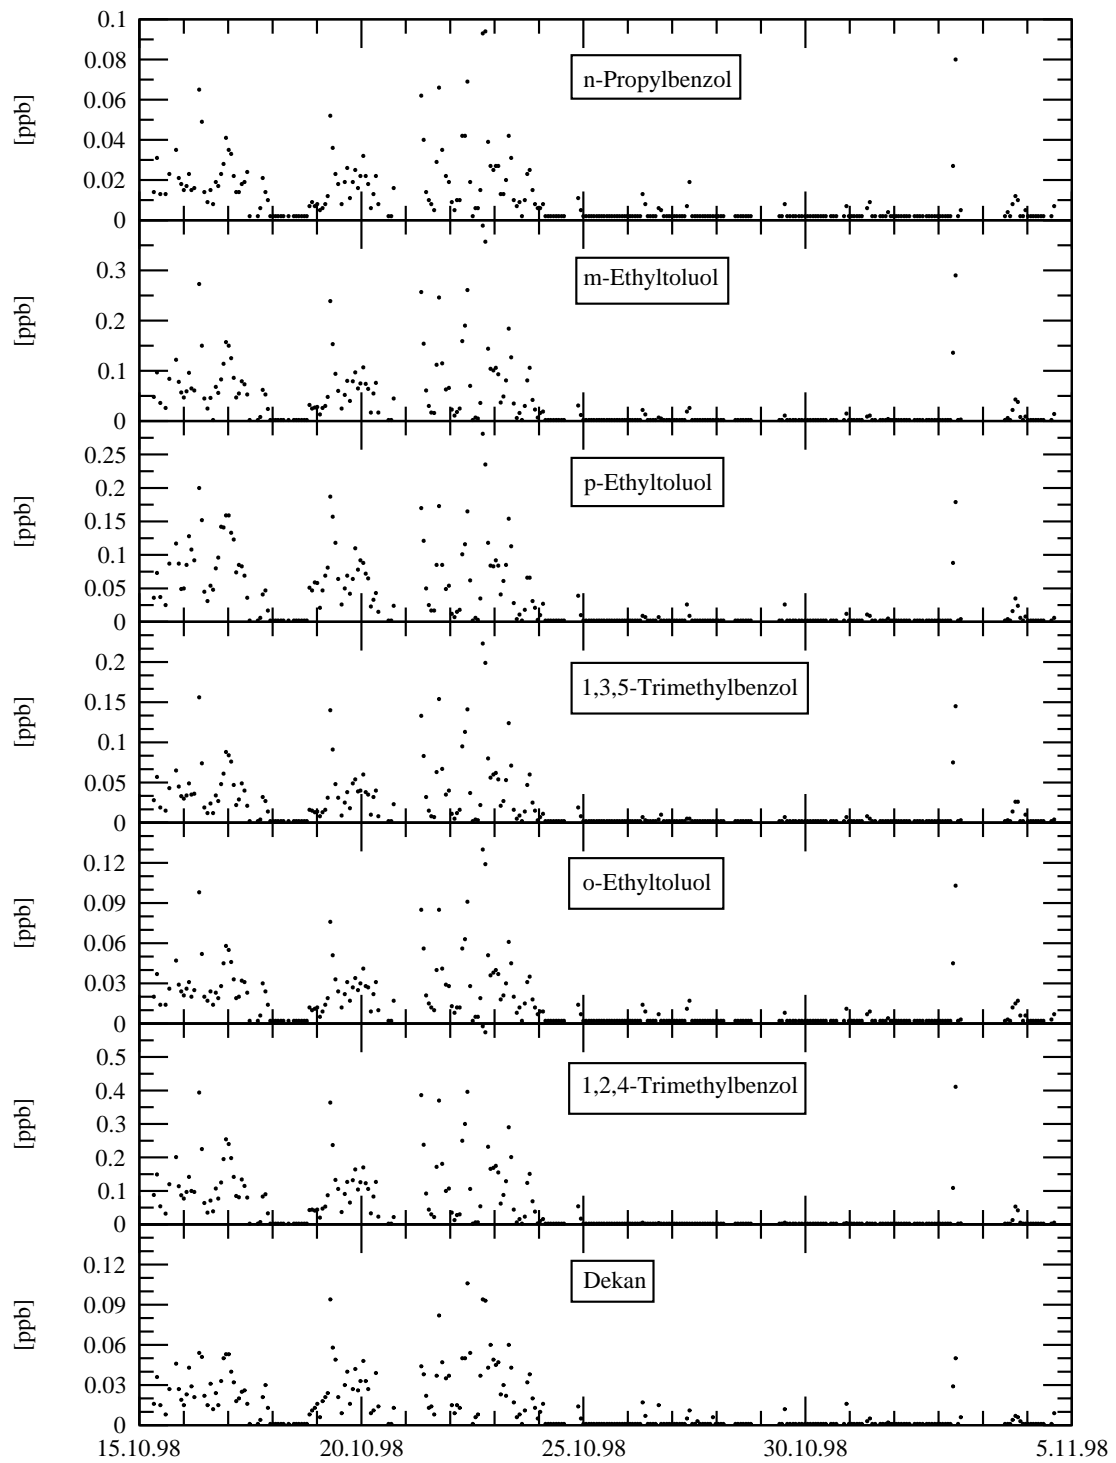 0.1
0.08
0.06
0.04
0.02
0
[ppb]
n-Propylbenzol
0.3
0.2
0.1
0
[ppb]
m-Ethyltoluol
0.25
0.2
0.15
0.1
0.05
0
[ppb]
p-Ethyltoluol
0.2
0.15
0.1
0.05
0
[ppb]
1,3,5-Trimethylbenzol
0.12
0.09
0.06
0.03
0
[ppb]
o-Ethyltoluol
0.5
0.4
0.3
0.2
0.1
0
[ppb]
1,2,4-Trimethylbenzol
0.12
0.09
0.06
0.03
0
[ppb]
Dekan
15.10.98 20.10.98 25.10.98 30.10.98 5.11.98